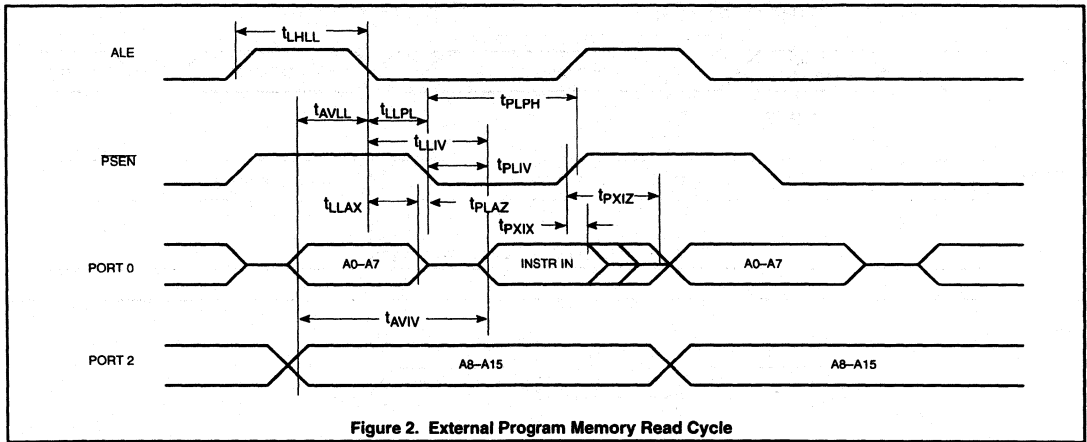 tLHLL
ALE
tAVLL
tLLPL
tPLPH
tLLIV
PSEN
tPLIV
tLLAX
tPLAZ
tPXIZ
tPXIX
PORT 0
A0–A7
INSTR IN
A0–A7
tAVIV
PORT 2
A8–A15
A8–A15
Figure 2. External Program Memory Read Cycle